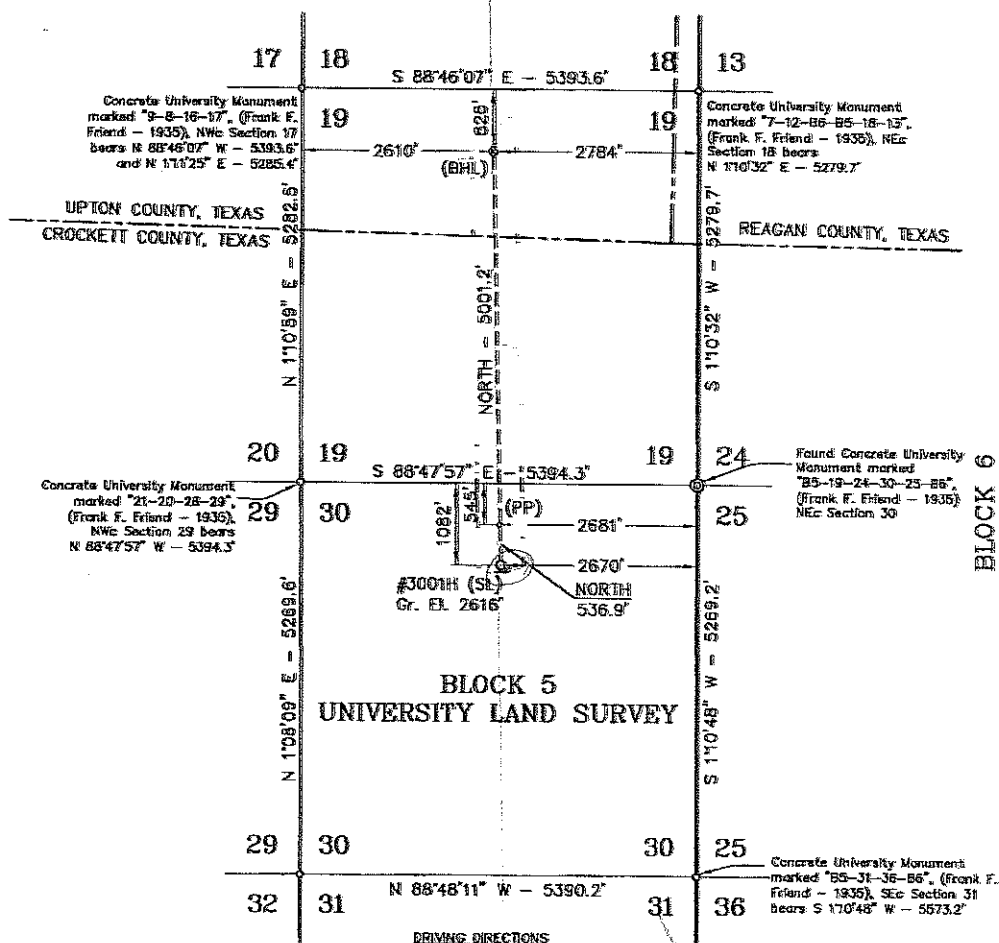 17 18
S 88°46'07" E - 5393.6'
18 13
Concrete University Monument
marked "9-8-16-17", (Frank F.
Friend - 1935), NWc Section 17
bears N 88°46'07" W - 5393.6'
and N 1°11'25" E - 5285.4'
19
826'
19
Concrete University Monument
marked "7-12-B6-B5-18-13",
(Frank F. Friend - 1935), NEc
Section 18 bears
N 1°10'32" E - 5279.7'
2610'
2784'
(BHL)
UPTON COUNTY, TEXAS
CROCKETT COUNTY, TEXAS
REAGAN COUNTY, TEXAS
N 1°10'59" E - 5282.5'
NORTH - 5001.2'
S 1°10'32" W - 5279.7'
20 19
S 88°47'57" E - 5394.3'
19 24
Concrete University Monument
marked "21-20-28-29",
(Frank F. Friend - 1935),
NWc Section 29 bears
N 88°47'57" W - 5394.3'
29 30
25
Found Concrete University
Monument marked
"B5-19-24-30-25-B6",
(Frank F. Friend - 1935)
NEc Section 30
BLOCK 6
1082'
545'
(PP)
2681'
2670'
#3001H (SL)
Gr. El. 2616'
NORTH
536.9'
N 1°08'09" E - 5269.6'
S 1°10'48" W - 5269.2'
BLOCK 5
UNIVERSITY LAND SURVEY
29 30
30 25
N 88°48'11" W - 5390.2'
32 31
31 36
Concrete University Monument
marked "B5-31-36-B6", (Frank F.
Friend - 1935), SEc Section 31
bears S 1°10'48" W - 5573.2'
DRIVING DIRECTIONS